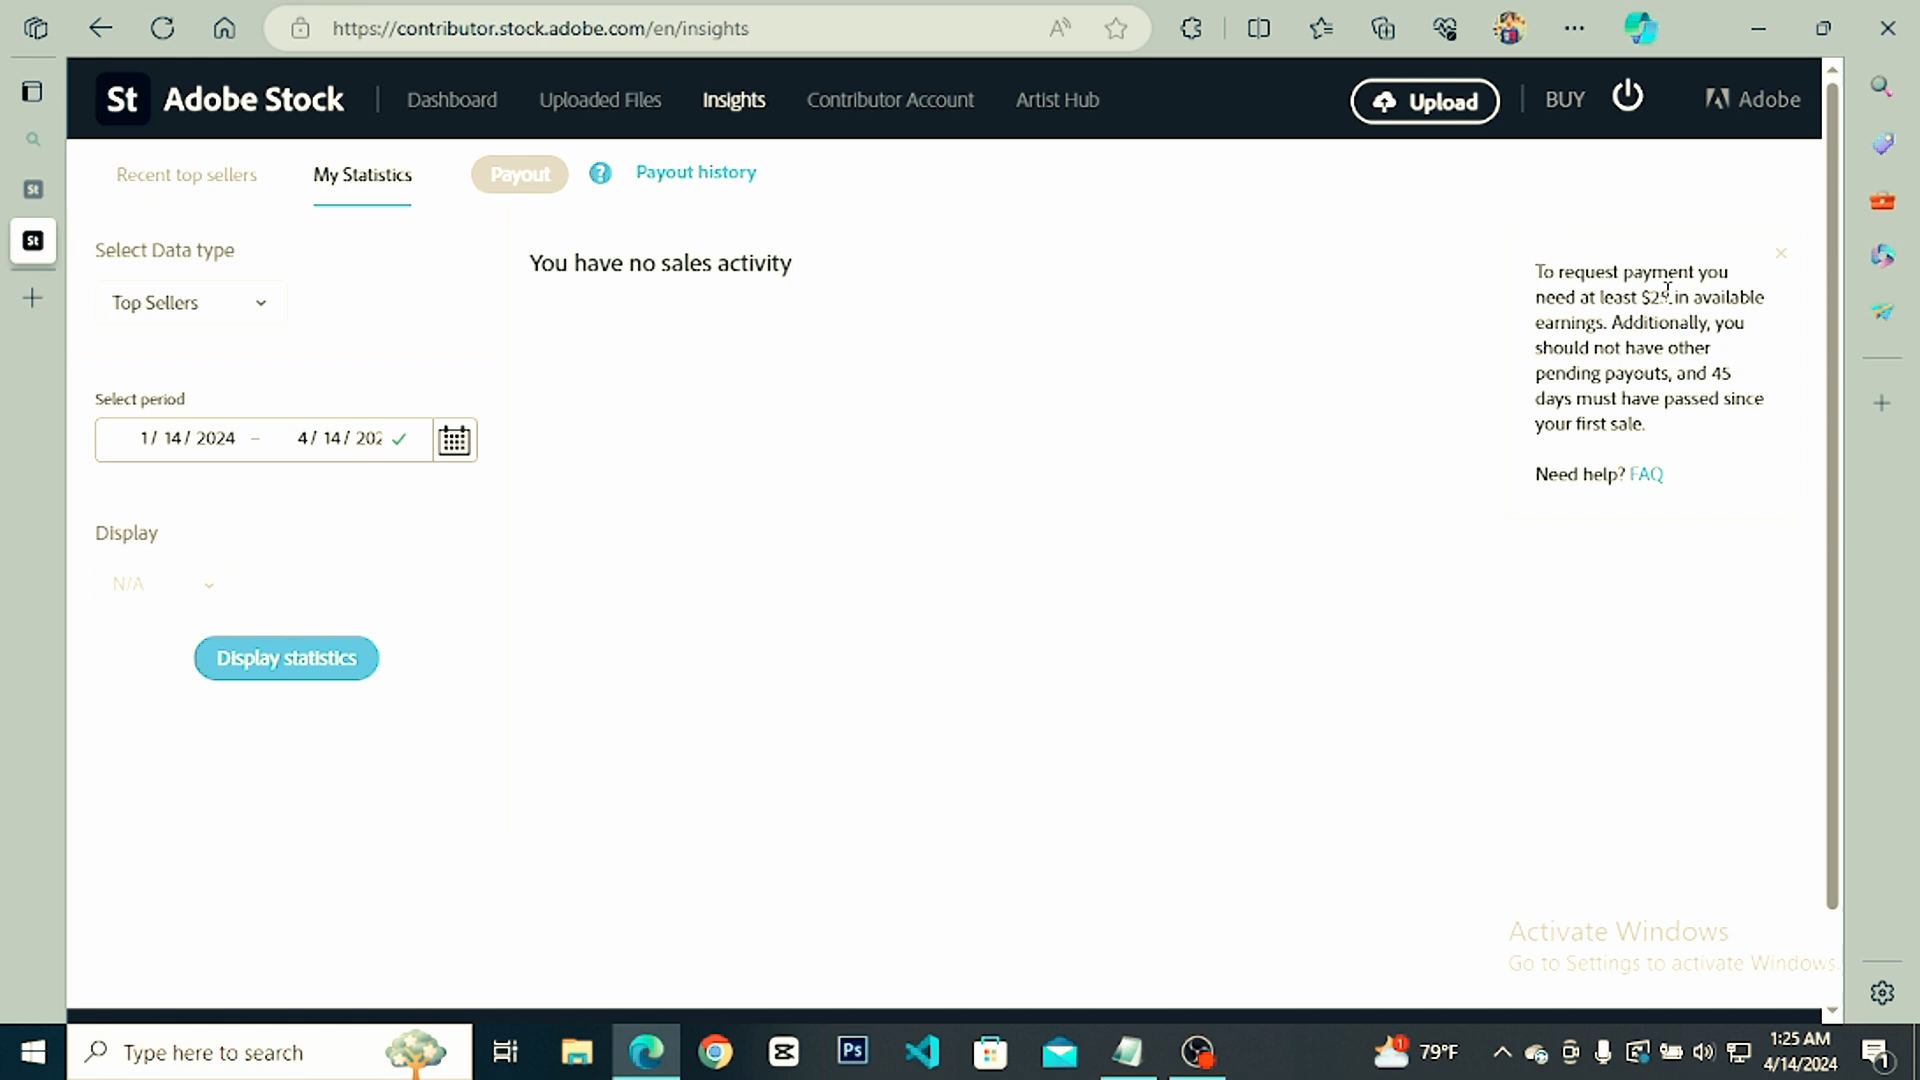 https://contributor.stock.adobe.com/en/insights
St Adobe Stock
Dashboard
Uploaded Files
Insights
Contributor Account
Artist Hub
Upload
BUY
Adobe
Recent top sellers
My Statistics
Payout
?
Payout history
Select Data type
Top Sellers
You have no sales activity
To request payment you
need at least $25 in available
earnings. Additionally, you
should not have other
pending payouts, and 45
days must have passed since
your first sale.
Need help? FAQ
Select period
1/ 14/ 2024 – 4/ 14/ 202
Display
N/A
Display statistics
Activate Windows
Go to Settings to activate Windows.
Type here to search
Ps
79°F
1:25 AM
4/14/2024